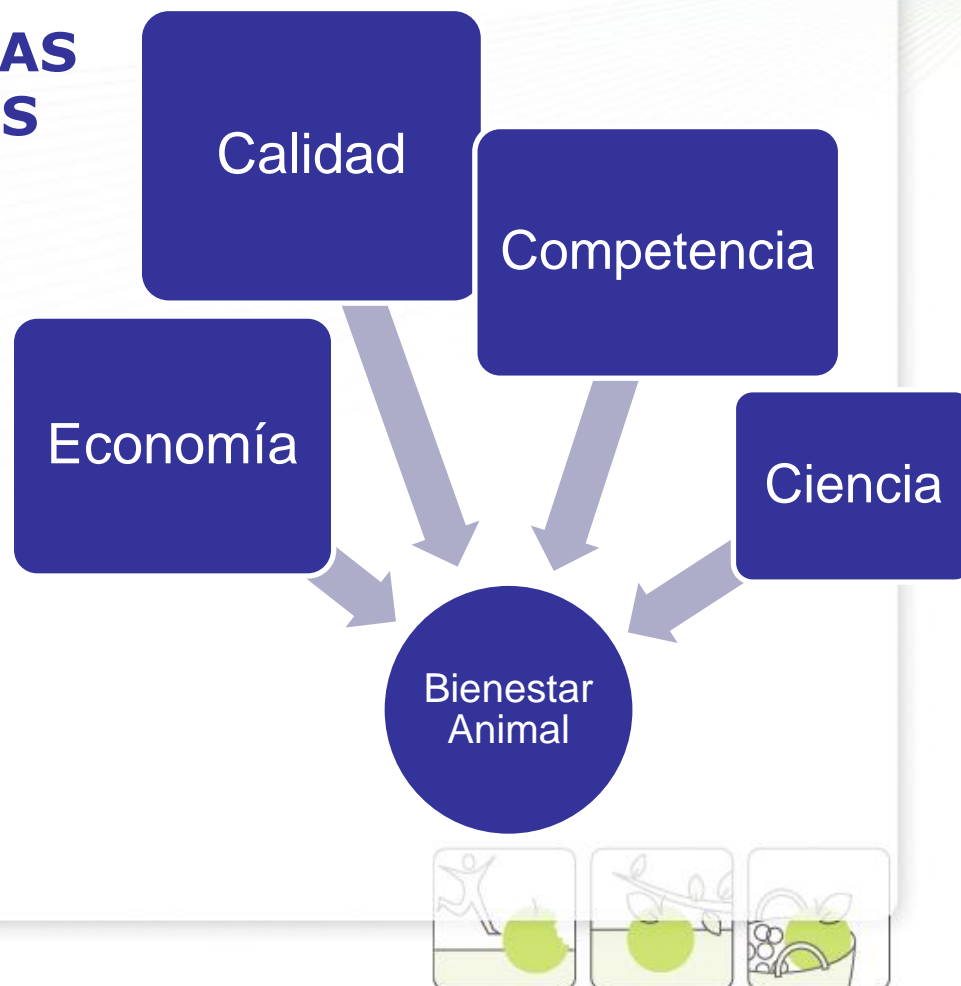 AS
S
Calidad
Competencia
Economía
Ciencia
Bienestar
Animal